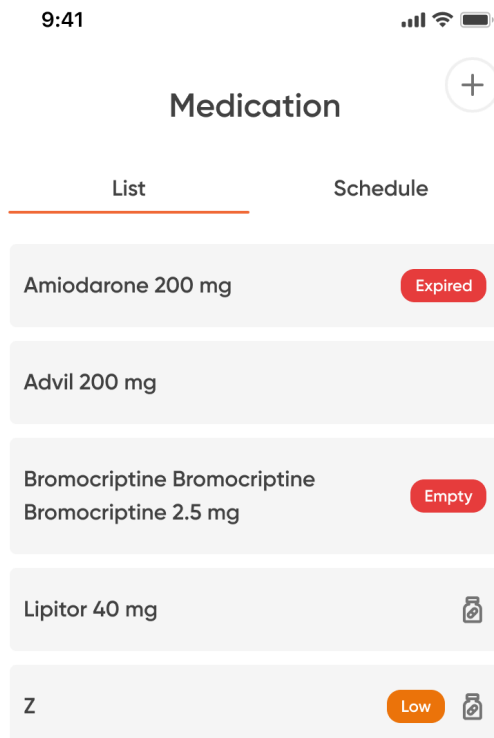 9:41
Medication
List
Schedule
Amiodarone 200 mg
Expired
Advil 200 mg
Bromocriptine Bromocriptine
Bromocriptine 2.5 mg
Empty
Lipitor 40 mg
Z
Low